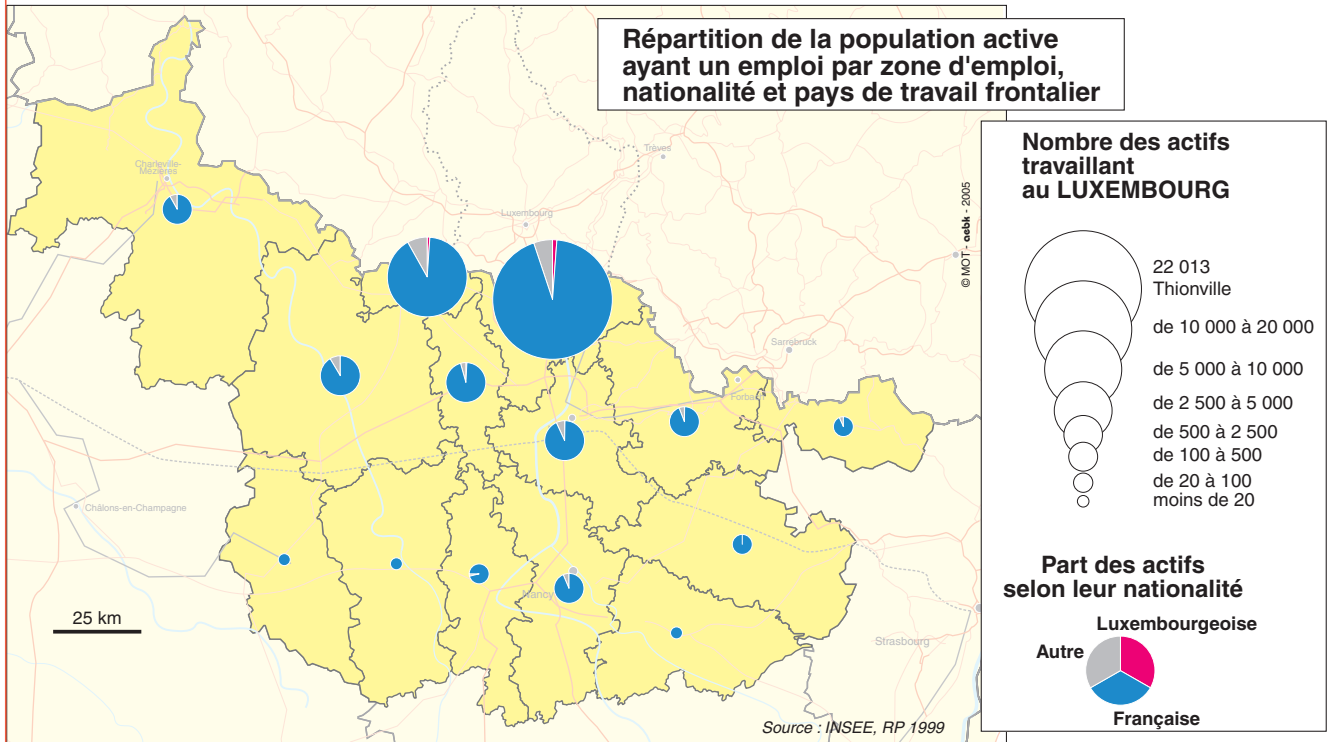 Répartition de la population active
ayant un emploi par zone d'emploi,
nationalité et pays de travail frontalier
Nombre des actifs
travaillant
au LUXEMBOURG
22 013
Thionville
de 10 000 à 20 000
de 5 000 à 10 000
de 2 500 à 5 000
de 500 à 2 500
de 100 à 500
de 20 à 100
moins de 20
Part des actifs
selon leur nationalité
Luxembourgeoise
Autre
Française
© MOT - aebk - 2005
Charleville-
Mézières
Trèves
Luxembourg
Sarrebruck
Forbach
Châlons-en-Champagne
Nancy
Strasbourg
25 km
Source : INSEE, RP 1999